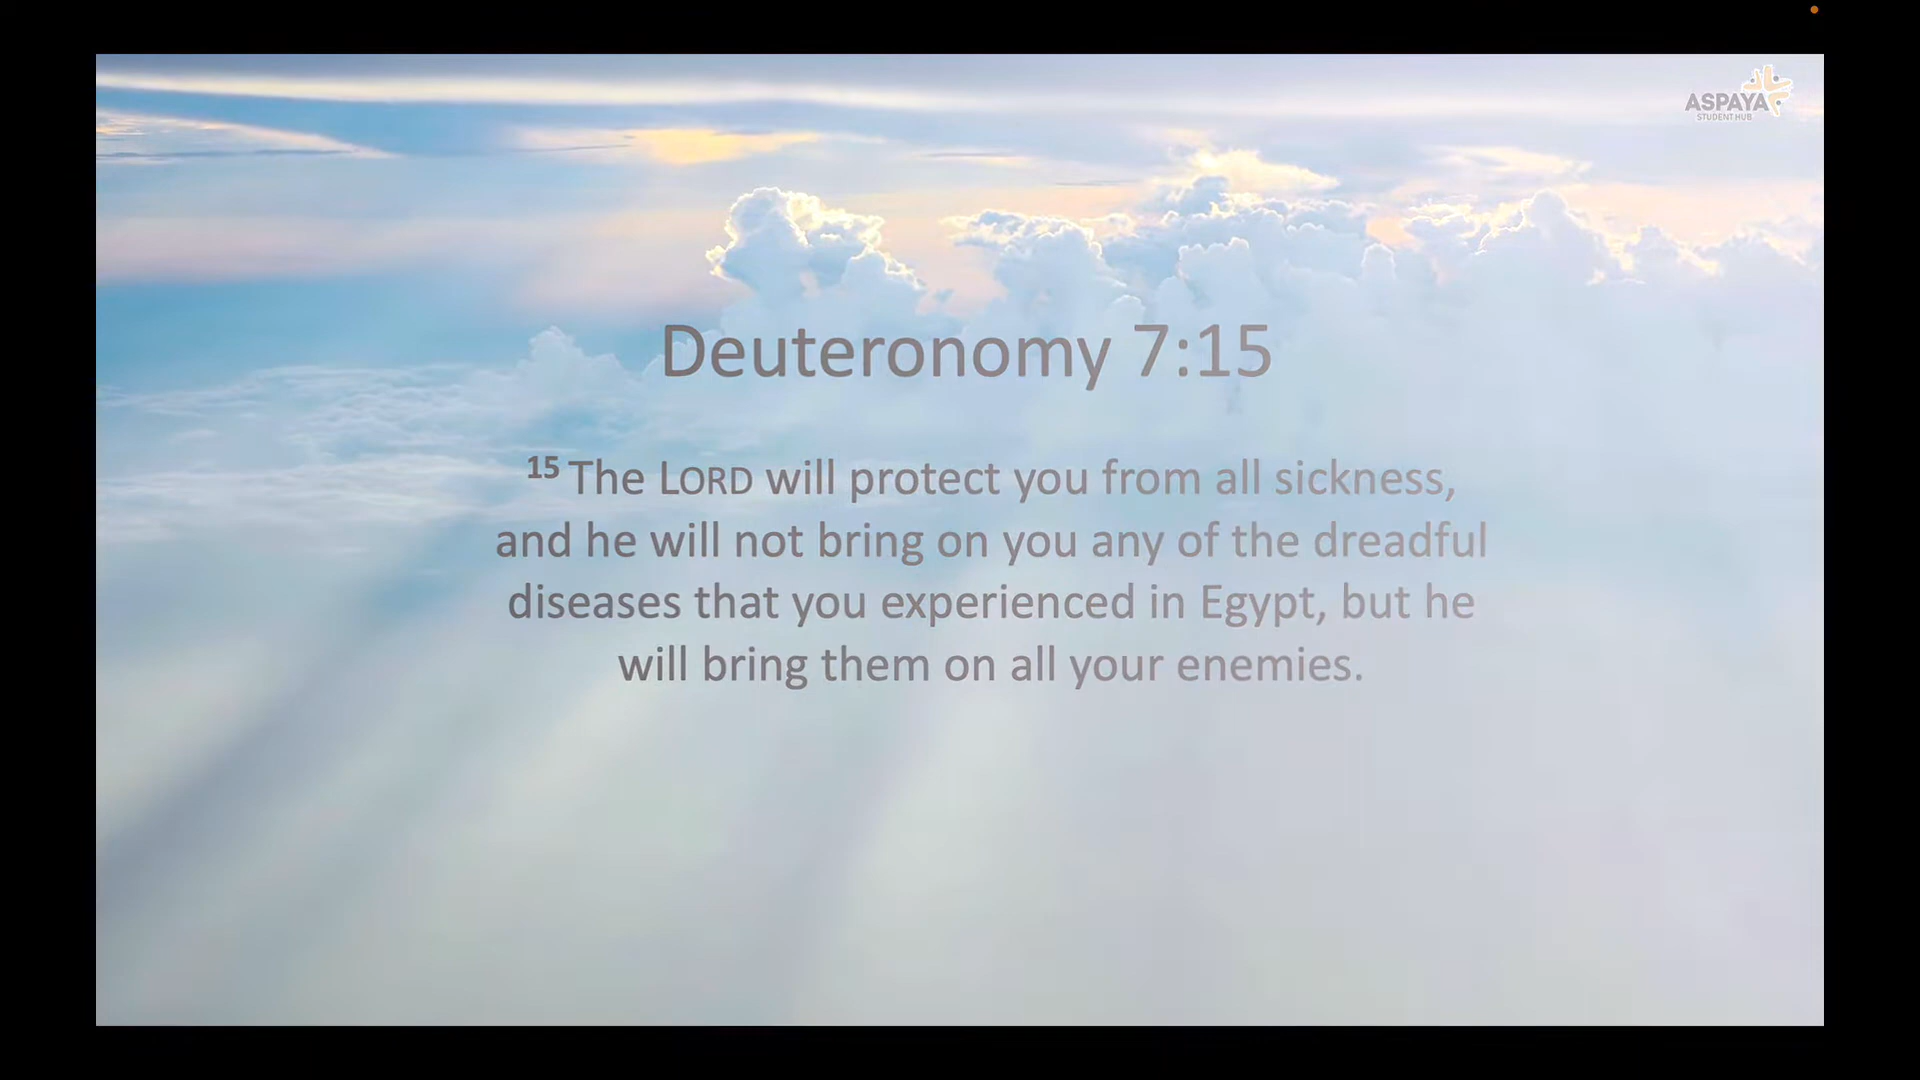 ASPAYA
STUDENT HUB
Deuteronomy 7:15
15 The LORD will protect you from all sickness,
and he will not bring on you any of the dreadful
diseases that you experienced in Egypt, but he
will bring them on all your enemies.